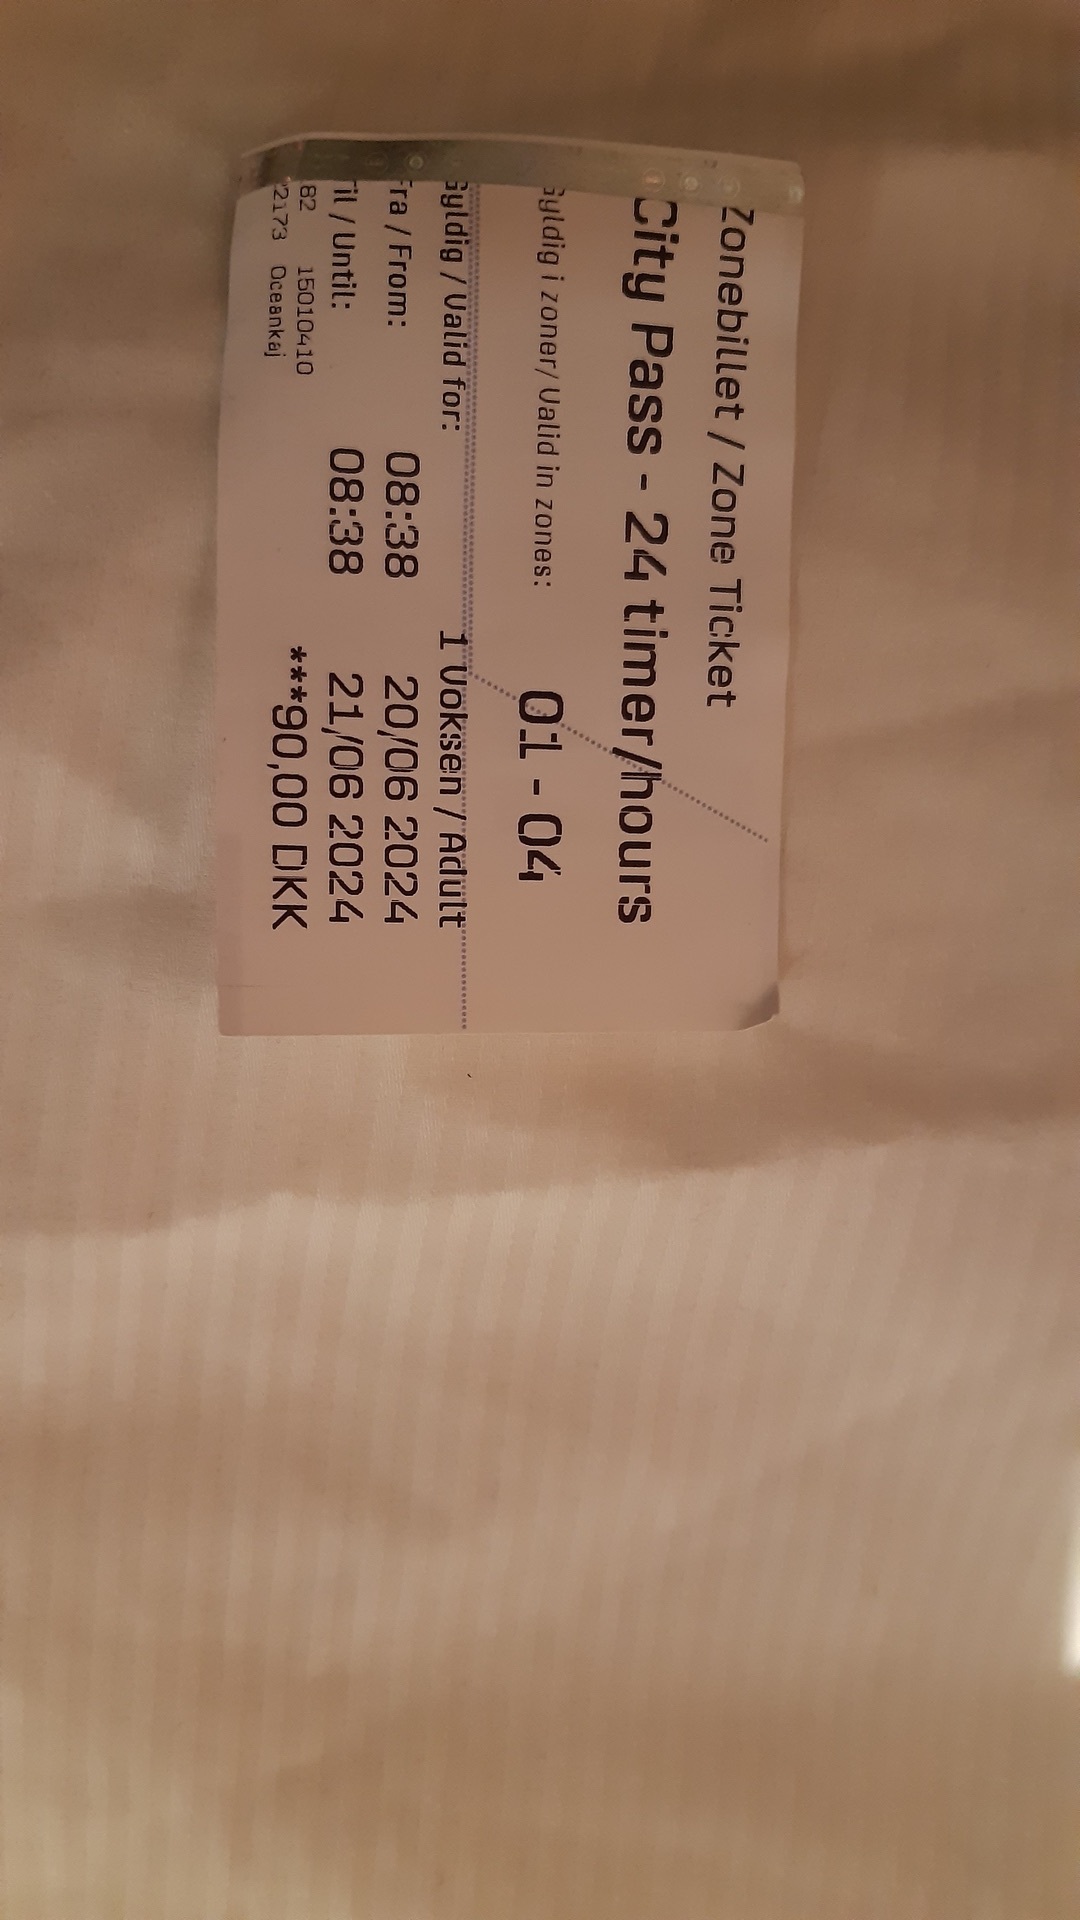 Zonebillet / Zone Ticket
City Pass - 24 timer/hours
Gyldig i zoner/ Valid in zones: 01 - 04
Gyldig / Valid for: 1 Voksen / Adult
Fra / From: 08:38 20/06 2024
Til / Until: 08:38 21/06 2024
82 15010410 ***90,00 DKK
2173 Oceankaj